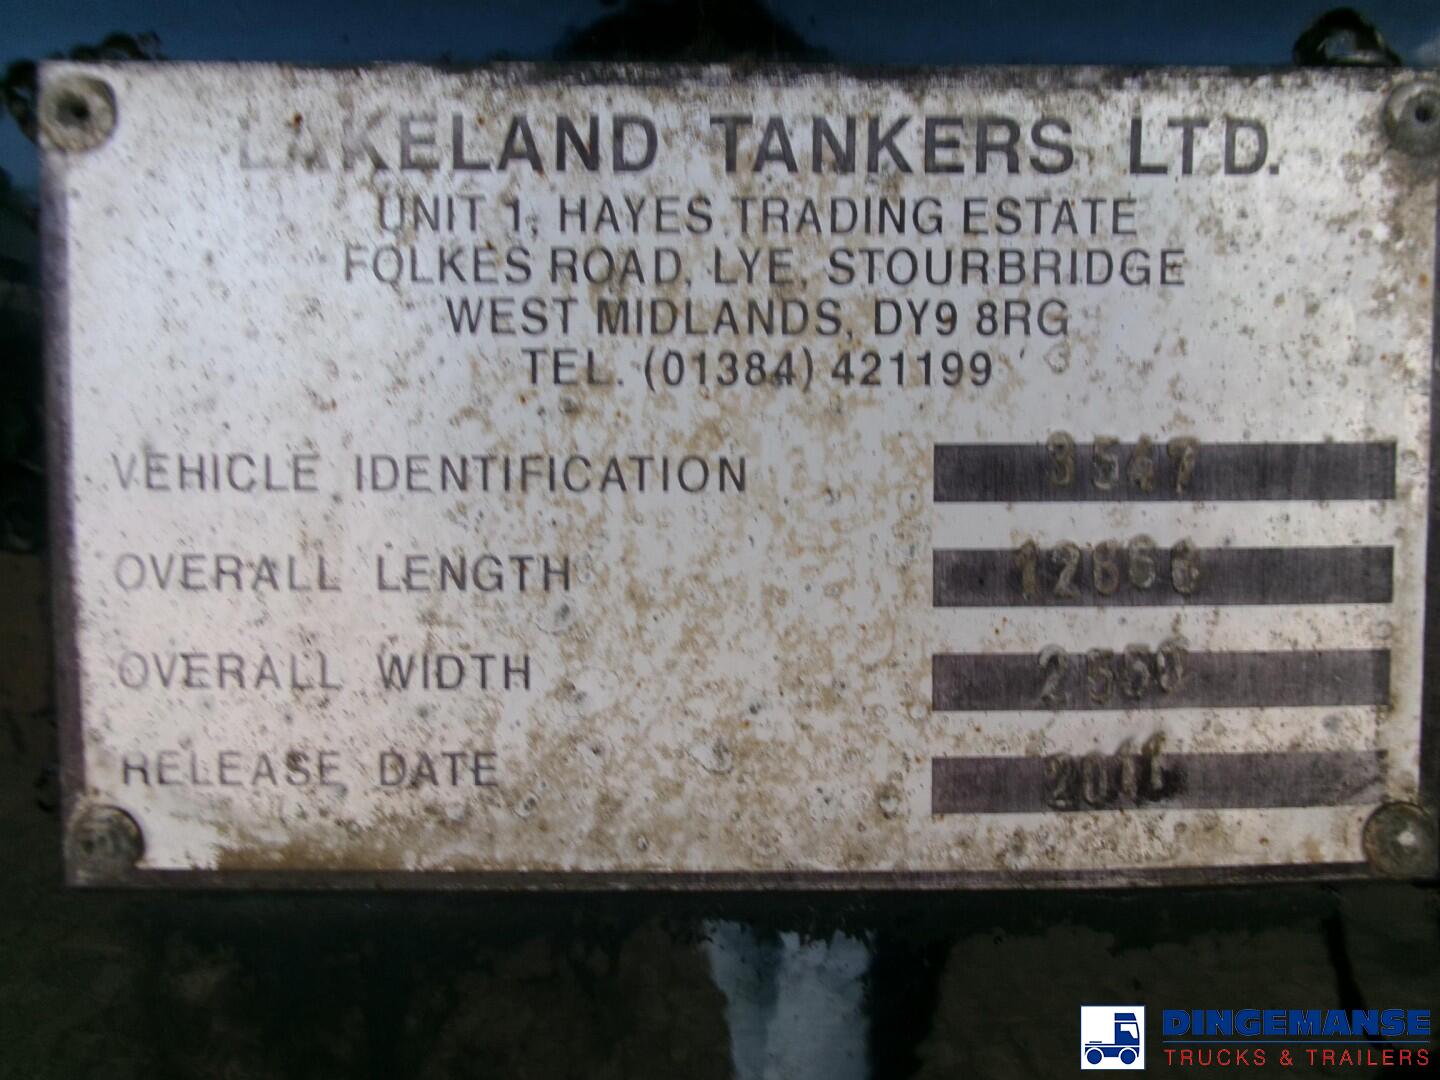 LAKELAND TANKERS LTD.
UNIT 1, HAYES TRADING ESTATE
FOLKES ROAD, LYE, STOURBRIDGE
WEST MIDLANDS, DY9 8RG
TEL. (01384) 421199
VEHICLE IDENTIFICATION 3547
OVERALL LENGTH
OVERALL WIDTH 2550
RELEASE DATE
DINGEMANSE
TRUCKS & TRAILERS